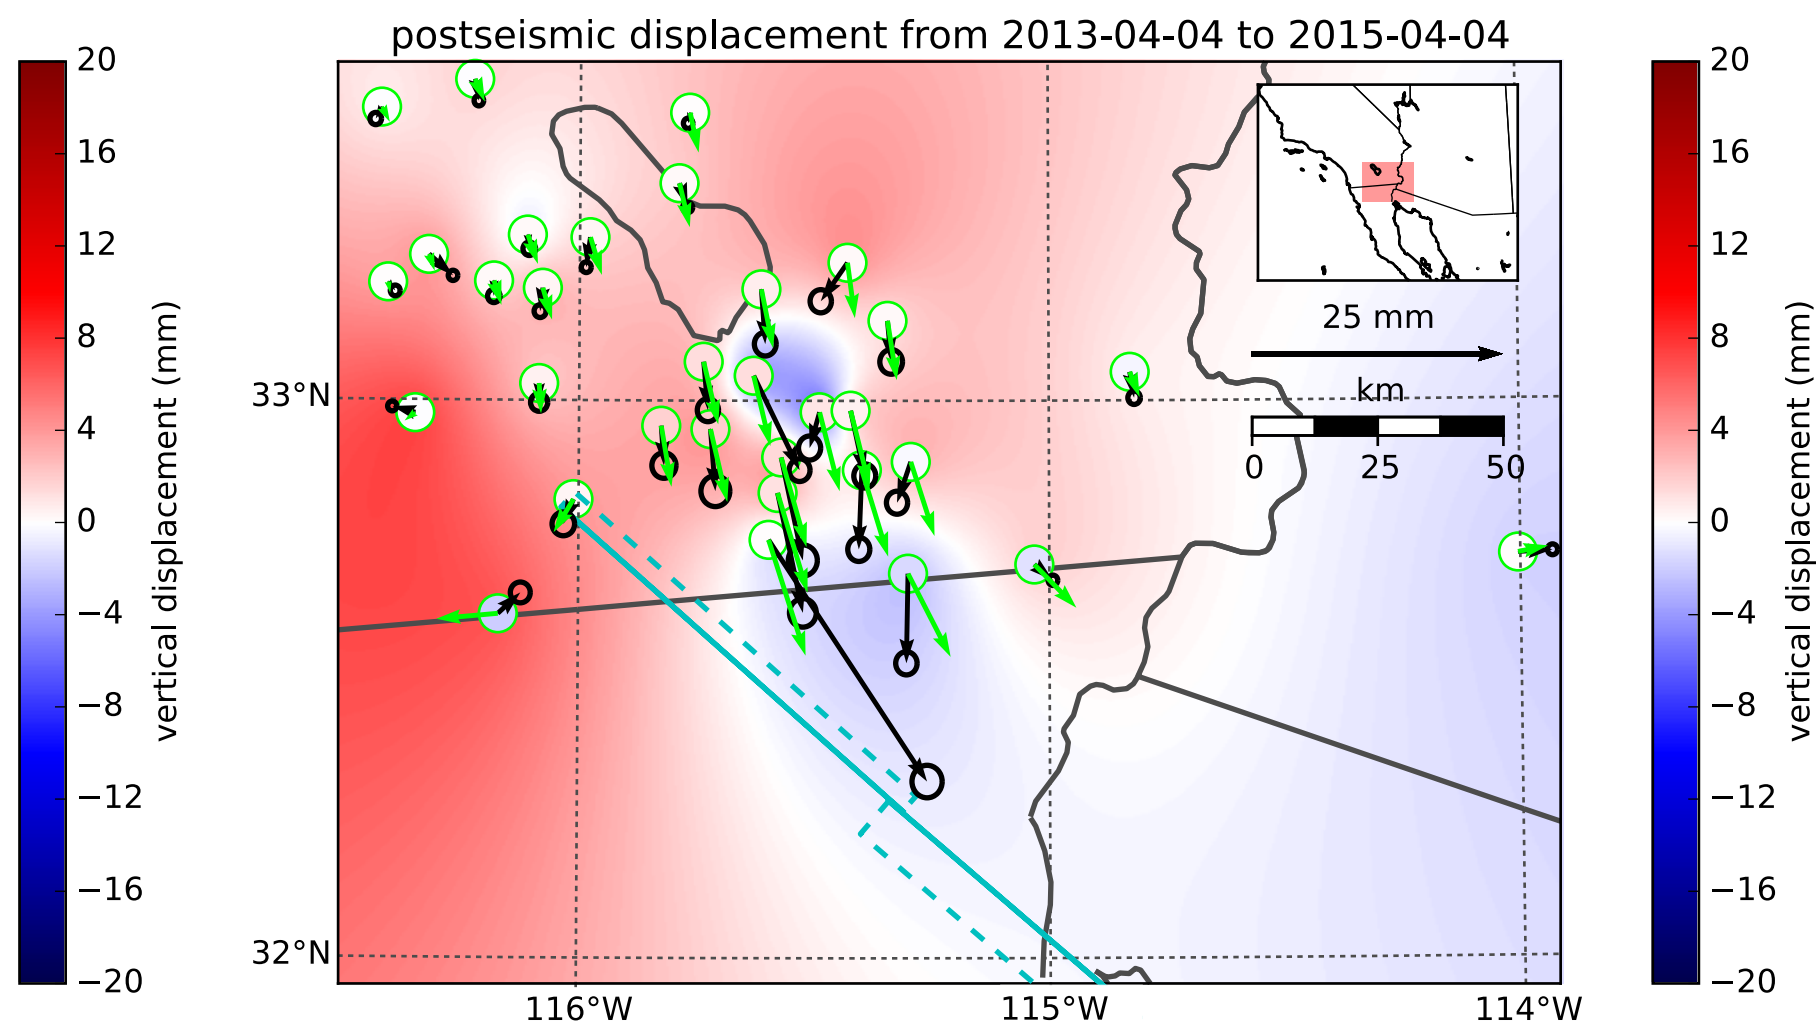 postseismic displacement from 2013-04-04 to 2015-04-04
20
16
12
8
4
0
−4
−8
−12
−16
−20
vertical displacement (mm)
33°N
32°N
116°W
115°W
114°W
25 mm
km
0
25
50
20
16
12
8
4
0
−4
−8
−12
−16
−20
vertical displacement (mm)